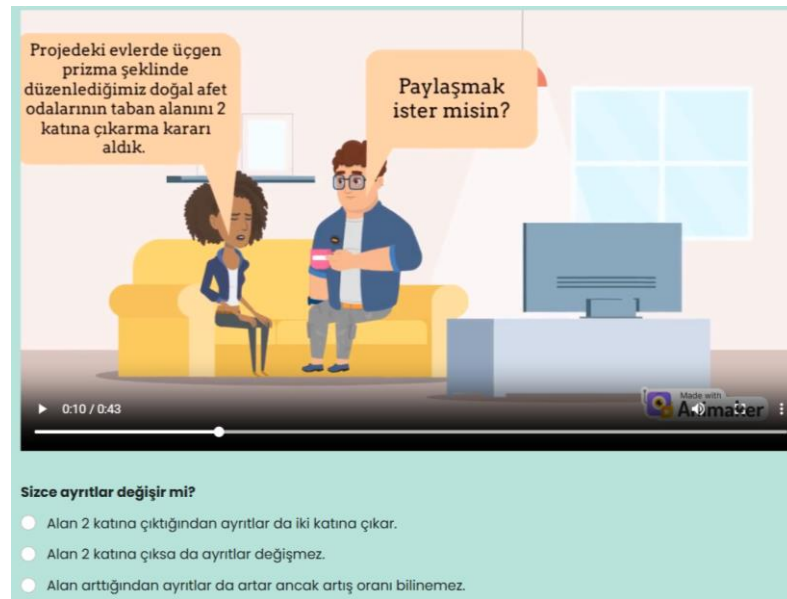 Projedeki evlerde üçgen
prizma şeklinde
düzenlediğimiz doğal afet
odalarının taban alanını 2
katına çıkarma kararı
aldık.
Paylaşmak
ister misin?
0:10 / 0:43
Made with
Animaker
Sizce ayrıtlar değişir mi?
Alan 2 katına çıktığından ayrıtlar da iki katına çıkar.
Alan 2 katına çıksa da ayrıtlar değişmez.
Alan arttığından ayrıtlar da artar ancak artış oranı bilinemez.